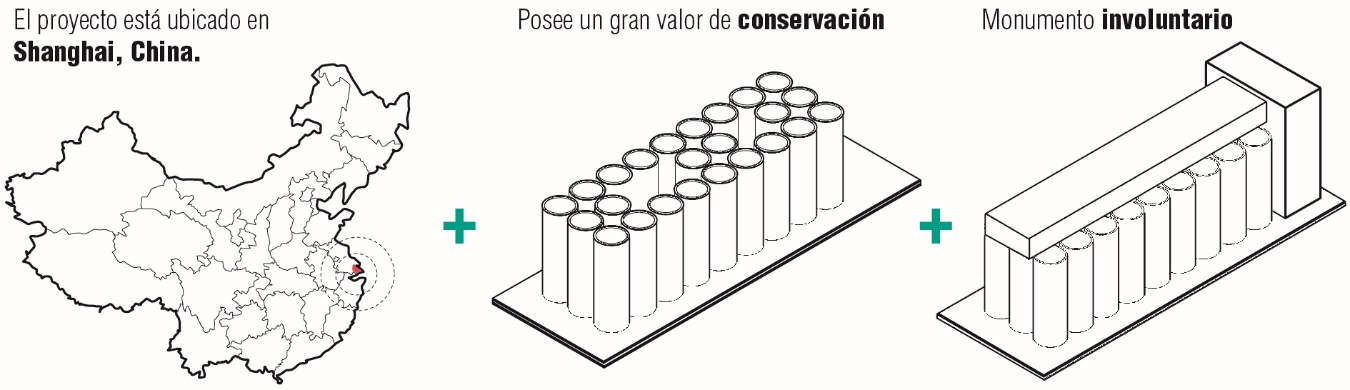 El proyecto está ubicado en
Shanghai, China.
Posee un gran valor de conservación
Monumento involuntario